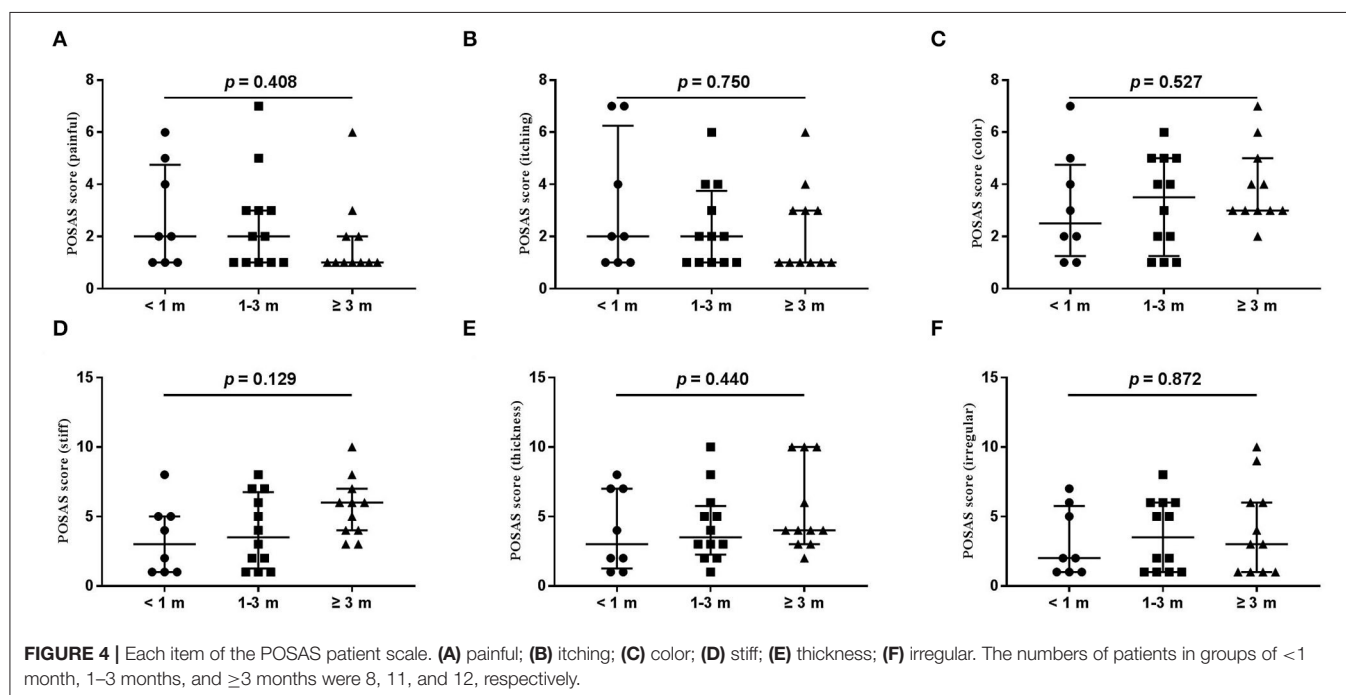 A
p = 0.408
POSAS score (painful)
8
6
4
2
0
< 1 m 1-3 m ≥ 3 m
B
p = 0.750
POSAS score (itching)
8
6
4
2
0
< 1 m 1-3 m ≥ 3 m
C
p = 0.527
POSAS score (color)
8
6
4
2
0
< 1 m 1-3 m ≥ 3 m
D
p = 0.129
POSAS score (stiff)
15
10
5
0
< 1 m 1-3 m ≥ 3 m
E
p = 0.440
POSAS score (thickness)
15
10
5
0
< 1 m 1-3 m ≥ 3 m
F
p = 0.872
POSAS score (irregular)
15
10
5
0
< 1 m 1-3 m ≥ 3 m
FIGURE 4 | Each item of the POSAS patient scale. (A) painful; (B) itching; (C) color; (D) stiff; (E) thickness; (F) irregular. The numbers of patients in groups of <1
month, 1–3 months, and ≥3 months were 8, 11, and 12, respectively.